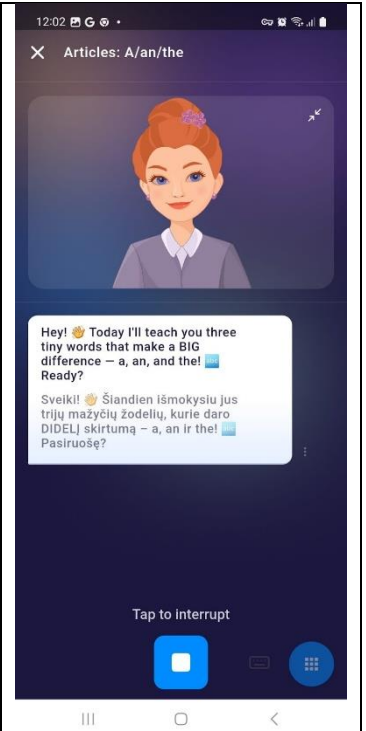 12:02
Articles: A/an/the
Hey! 👋 Today I'll teach you three
tiny words that make a BIG
difference – a, an, and the! 🔤
Ready?
Sveiki! 👋 Šiandien išmokysiu jus
trijų mažyčių žodelių, kurie daro
DIDELĮ skirtumą – a, an ir the! 🔤
Pasiruošę?
Tap to interrupt